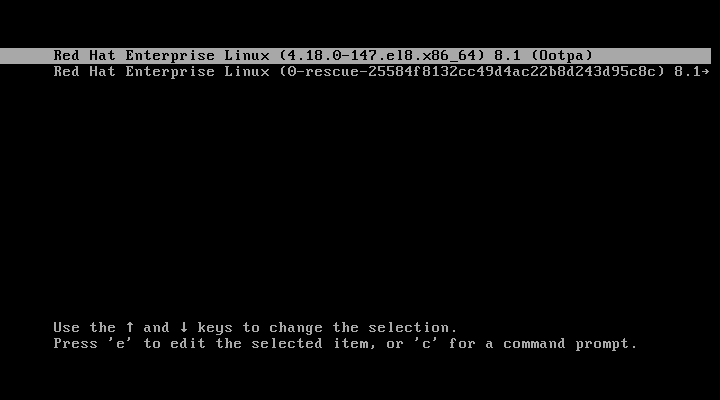 Red Hat Enterprise Linux (4.18.0-147.el8.x86_64) 8.1 (Ootpa)
Red Hat Enterprise Linux (0-rescue-25584f8132cc49d4ac22b8d243d95c8c) 8.1→
Use the ↑ and ↓ keys to change the selection.
Press 'e' to edit the selected item, or 'c' for a command prompt.